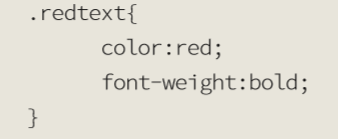 .redtext{
color:red;
font-weight:bold;
}